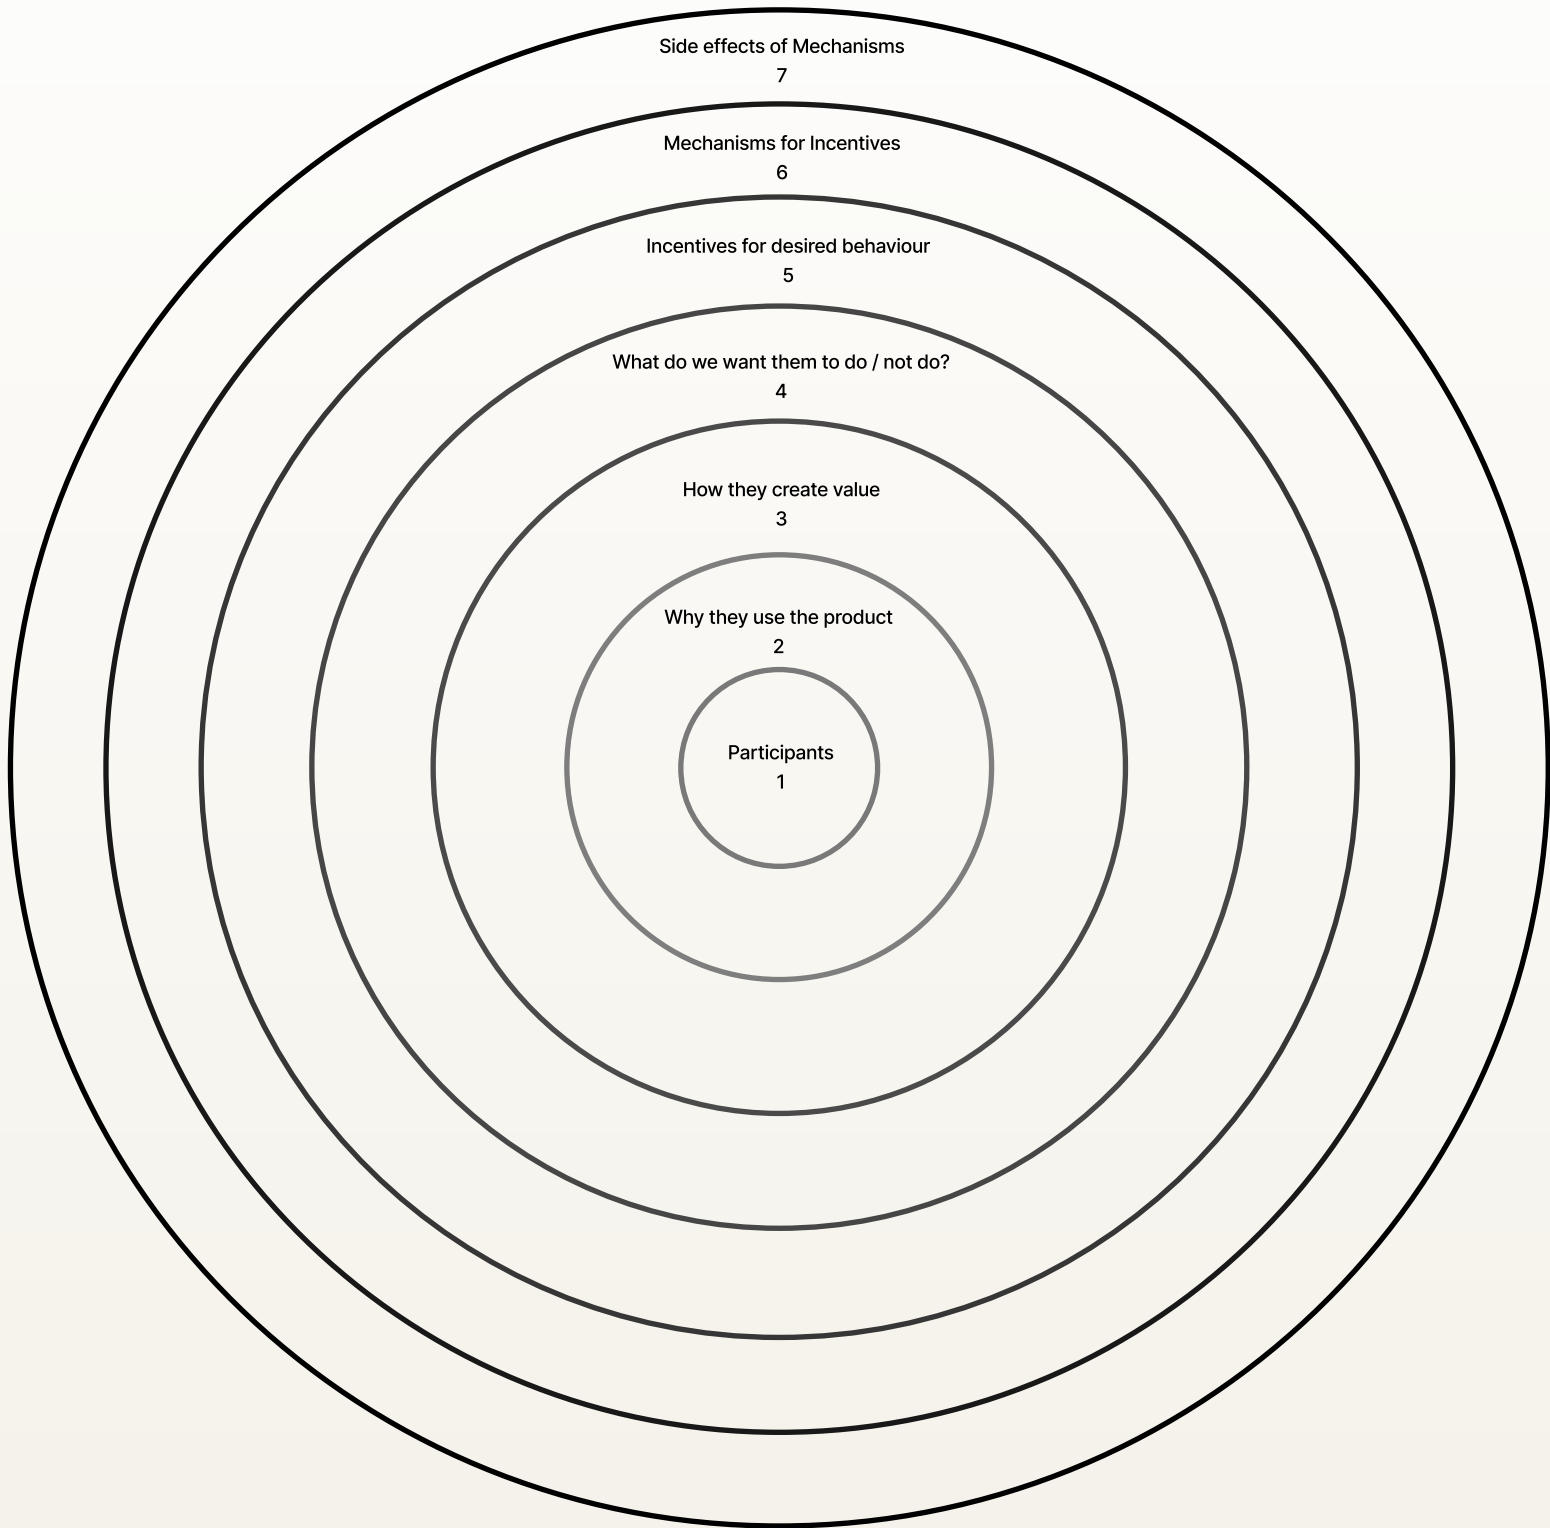 Side effects of Mechanisms
7
Mechanisms for Incentives
6
Incentives for desired behaviour
5
What do we want them to do / not do?
4
How they create value
3
Why they use the product
2
Participants
1